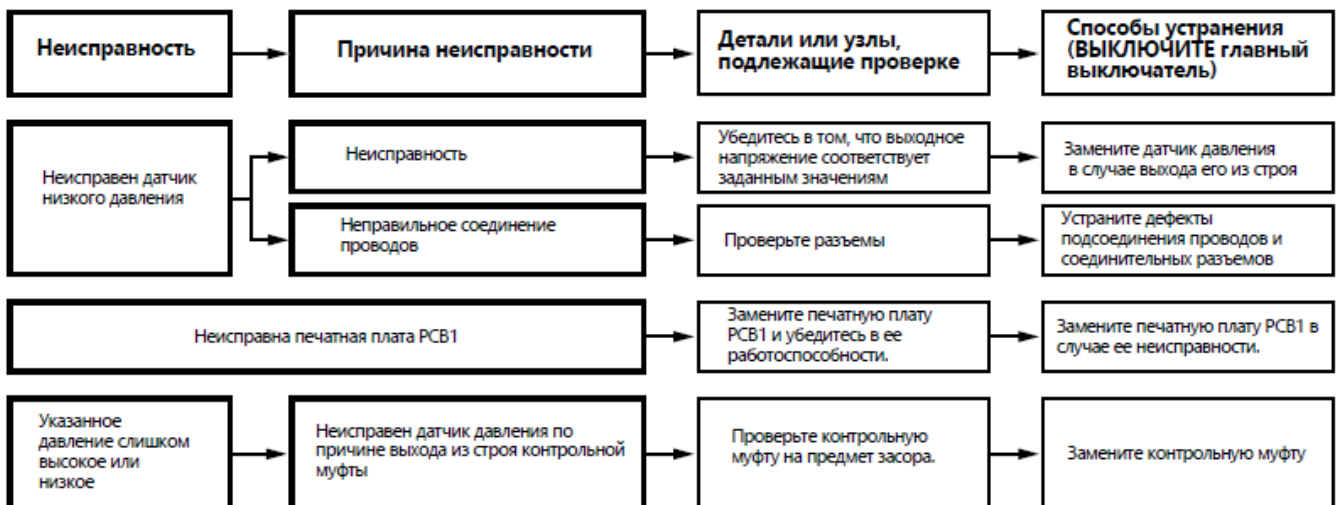 Неисправность
Причина неисправности
Детали или узлы,
подлежащие проверке
Способы устранения
(ВЫКЛЮЧИТЕ главный
выключатель)
Неисправен датчик
низкого давления
Неисправность
Убедитесь в том, что выходное
напряжение соответствует
заданным значениям
Замените датчик давления
в случае выхода его из строя
Неправильное соединение
проводов
Проверьте разъемы
Устраните дефекты
подсоединения проводов и
соединительных разъемов
Неисправна печатная плата PCB1
Замените печатную плату
PCB1 и убедитесь в ее
работоспособности.
Замените печатную плату PCB1 в
случае ее неисправности.
Указанное
давление слишком
высокое или
низкое
Неисправен датчик давления по
причине выхода из строя контрольной
муфты
Проверьте контрольную
муфту на предмет засора.
Замените контрольную муфту